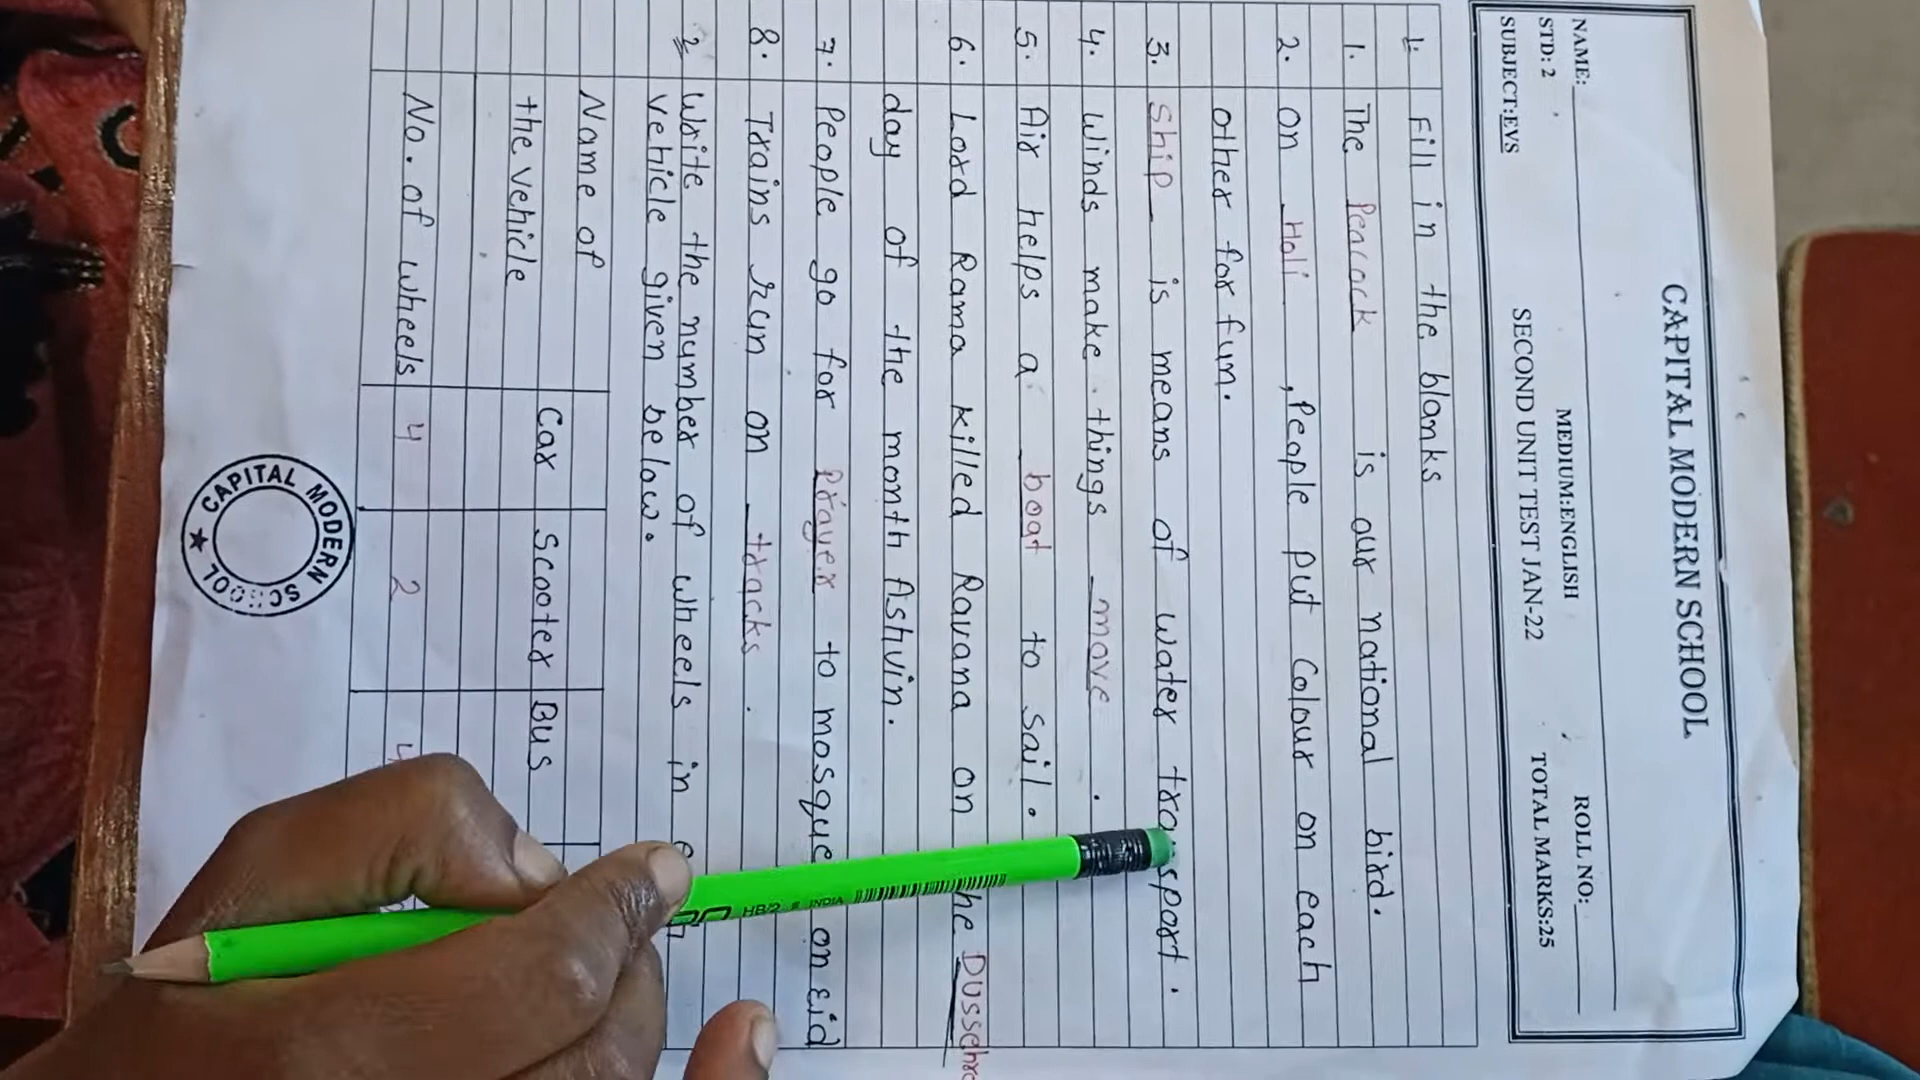 CAPITAL MODERN SCHOOL
NAME: MEDIUM:ENGLISH ROLL NO:
STD: 2 SECOND UNIT TEST JAN-22 TOTAL MARKS:25
SUBJECT:EVS
1. Fill in the blanks
1. The Peacock is our national bird.
2. on Holi, People put Colour on each
other for fun.
3. Ship is means of water transport.
4. Winds make things move.
5. Air helps a boat to sail.
6. Lord Rama killed Ravana on the Dussehra
day of the month Ashvin.
7. People go for Prayer to mosque on Eid
8. Trains run on tracks.
2 Write the number of wheels in
vehicle given below.
Name of the vehicle Car Scooter Bus
No. of wheels 4 2 4
CAPITAL MODERN SCHOOL
HB/2 INDIA